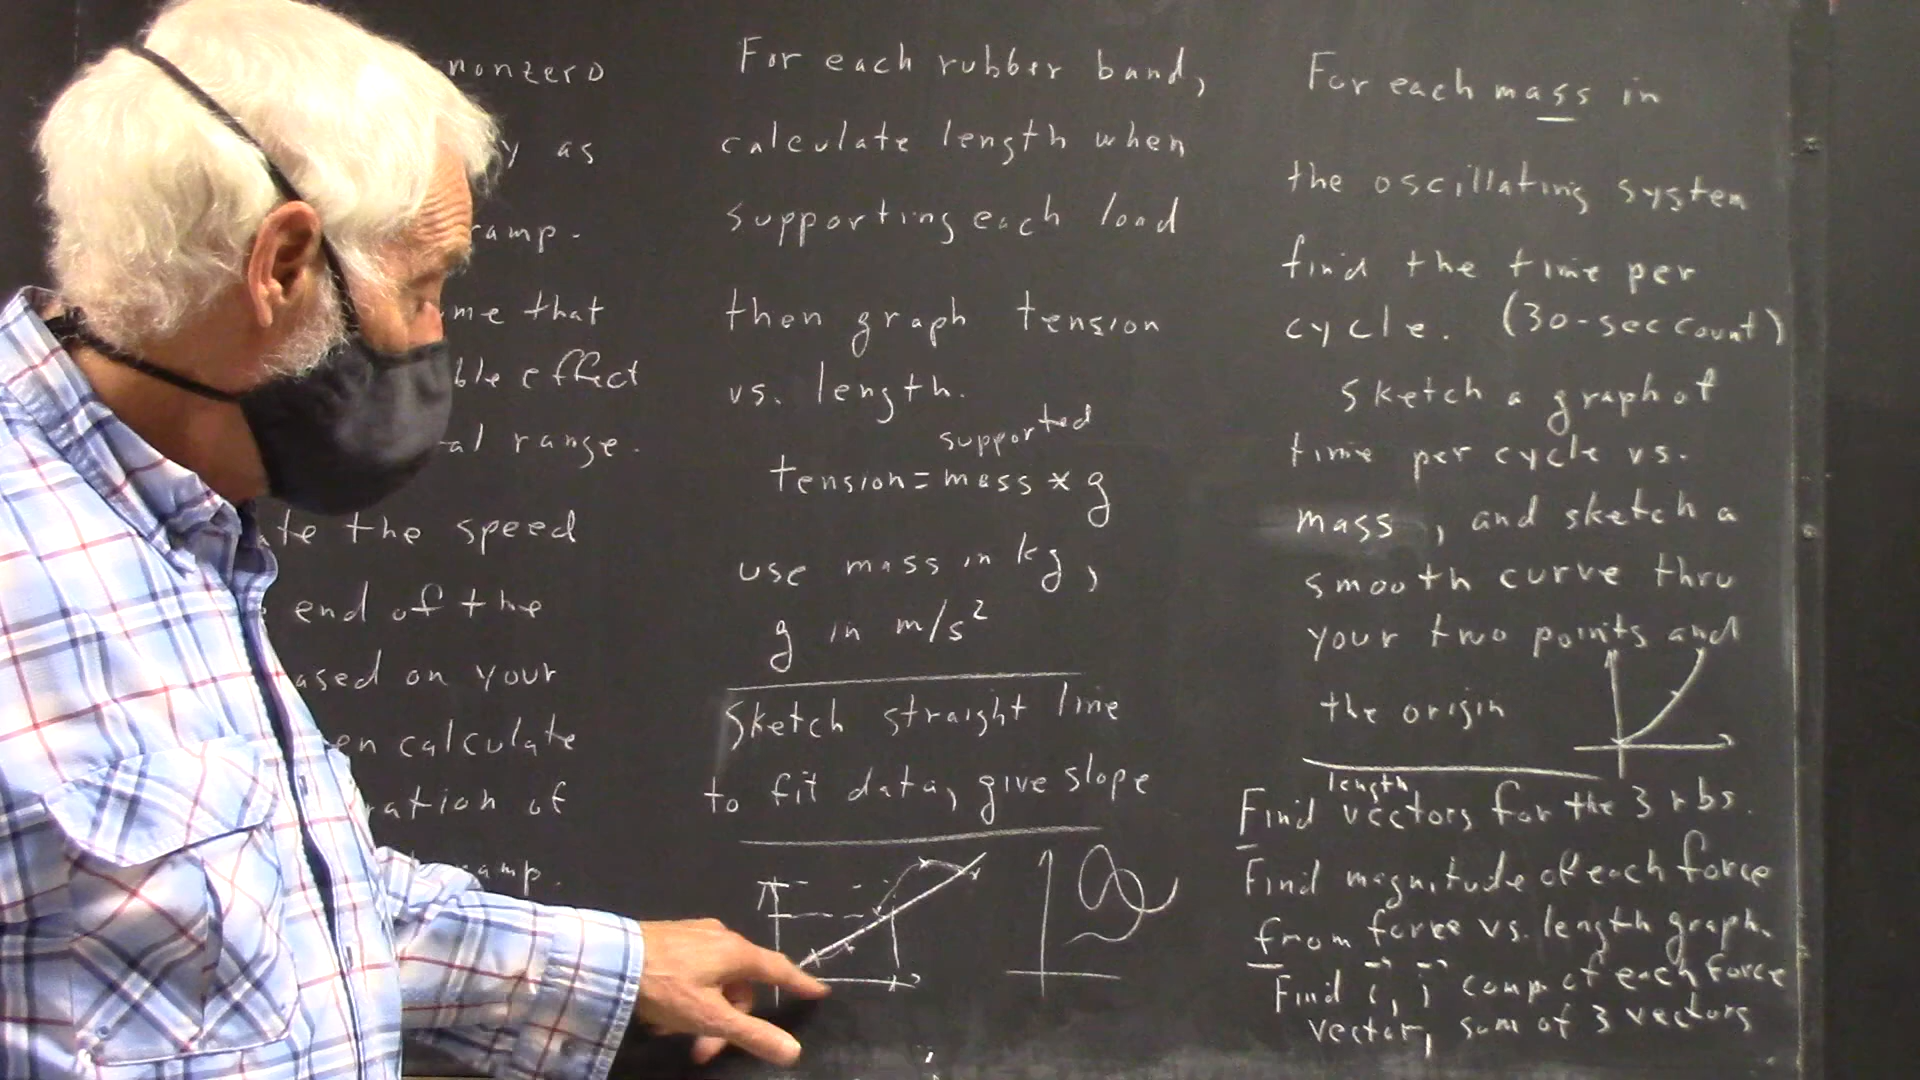 nonzero
y as
ramp.
me that
ble effect
al range.
ate the speed
end of the
ased on your
en calculate
ration of
amp.
For each rubber band,
calculate length when
supporting each load
then graph tension
vs. length.
supported
tension = mass * g
use mass in kg,
g in m/s²
Sketch straight line
to fit data, give slope
For each mass in
the oscillating system
find the time per
cycle. (30-sec count)
Sketch a graph of
time per cycle vs.
mass, and sketch a
smooth curve thru
your two points and
the origin
length
Find vectors for the 3 rbs.
Find magnitude of each force
from force vs. length graph.
Find i, j comp of each force
vector, sum of 3 vectors